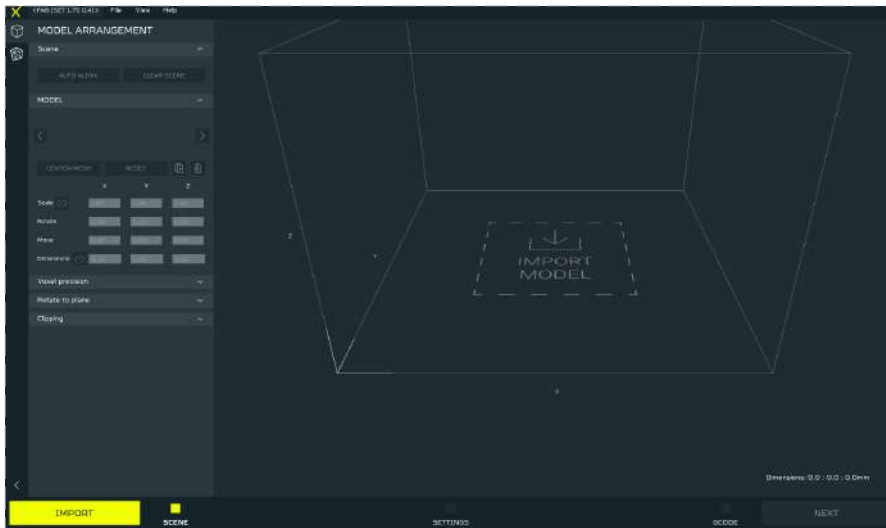 File View Help
MODEL ARRANGEMENT
Scene
AUTO ALIGN CLEAR SCENE
MODEL
CENTER MESH RESET
X Y Z
Scale
Rotate
Move
Dimensions
Voxel precision
Rotate to plane
Clipping
Z
Y
IMPORT
MODEL
X
Dimensions: 0.0 : 0.0 : 0.0mm
IMPORT SCENE SETTINGS GCODE NEXT